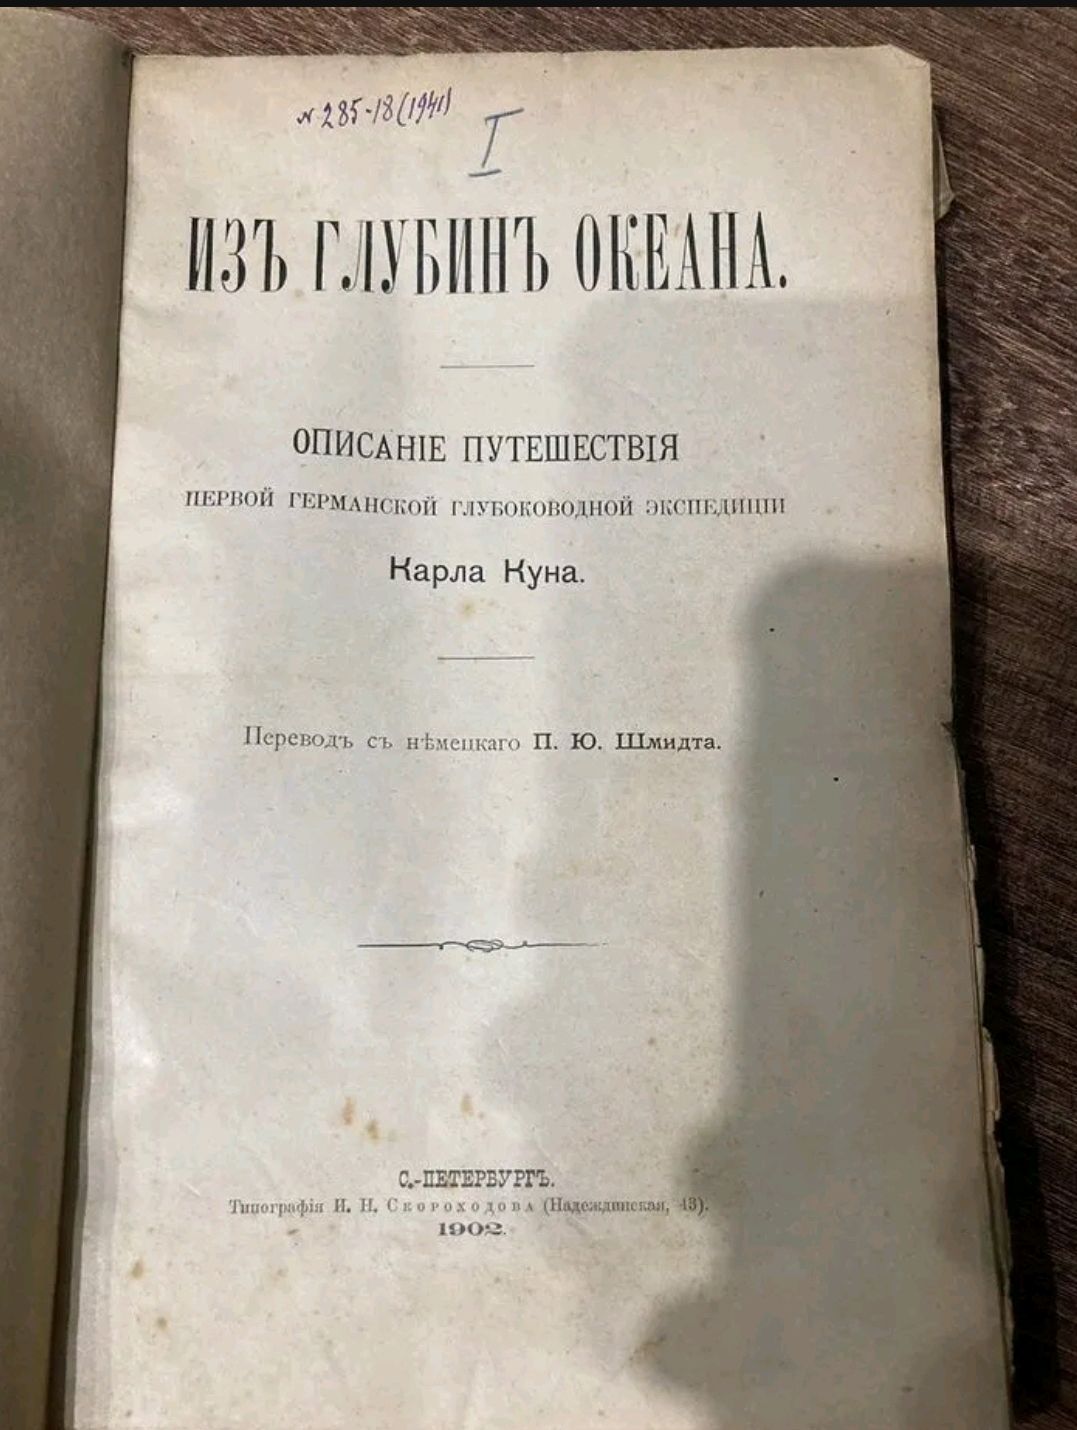 N 285-18 (1941)
I
ИЗЪ ГЛУБИНЪ ОКЕАНА.
ОПИСАНІЕ ПУТЕШЕСТВІЯ
ПЕРВОЙ ГЕРМАНСКОЙ ГЛУБОКОВОДНОЙ ЭКСПЕДИЦІИ
Карла Куна.
Переводъ съ нѣмецкаго П. Ю. Шмидта.
С.-ПЕТЕРБУРГЪ.
Типографія И. Н. Скороходова (Надеждинская, 43).
1902.